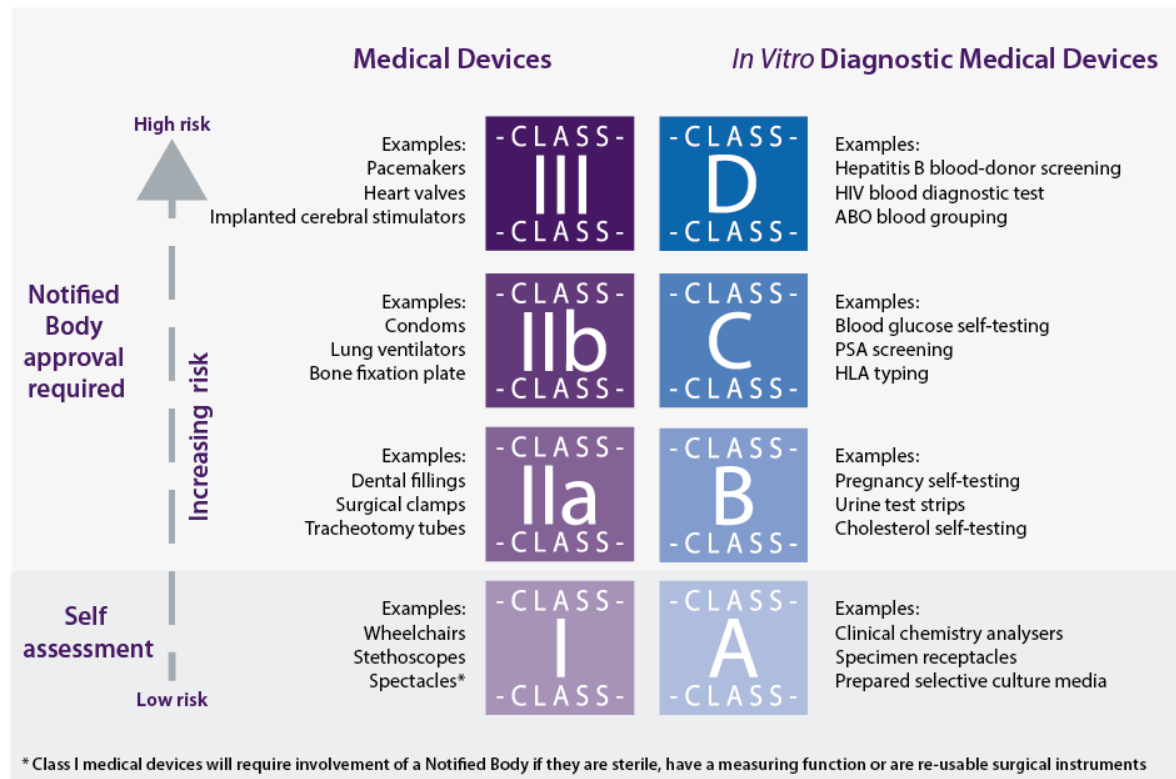 Medical Devices
In Vitro Diagnostic Medical Devices
High risk
Notified
Body
approval
required
Increasing risk
Self
assessment
Low risk
Examples:
Pacemakers
Heart valves
Implanted cerebral stimulators
- CLASS -
III
- CLASS -
- CLASS -
D
- CLASS -
Examples:
Hepatitis B blood-donor screening
HIV blood diagnostic test
ABO blood grouping
Examples:
Condoms
Lung ventilators
Bone fixation plate
- CLASS -
IIb
- CLASS -
- CLASS -
C
- CLASS -
Examples:
Blood glucose self-testing
PSA screening
HLA typing
Examples:
Dental fillings
Surgical clamps
Tracheotomy tubes
- CLASS -
IIa
- CLASS -
- CLASS -
B
- CLASS -
Examples:
Pregnancy self-testing
Urine test strips
Cholesterol self-testing
Examples:
Wheelchairs
Stethoscopes
Spectacles*
- CLASS -
I
- CLASS -
- CLASS -
A
- CLASS -
Examples:
Clinical chemistry analysers
Specimen receptacles
Prepared selective culture media
* Class I medical devices will require involvement of a Notified Body if they are sterile, have a measuring function or are re-usable surgical instruments